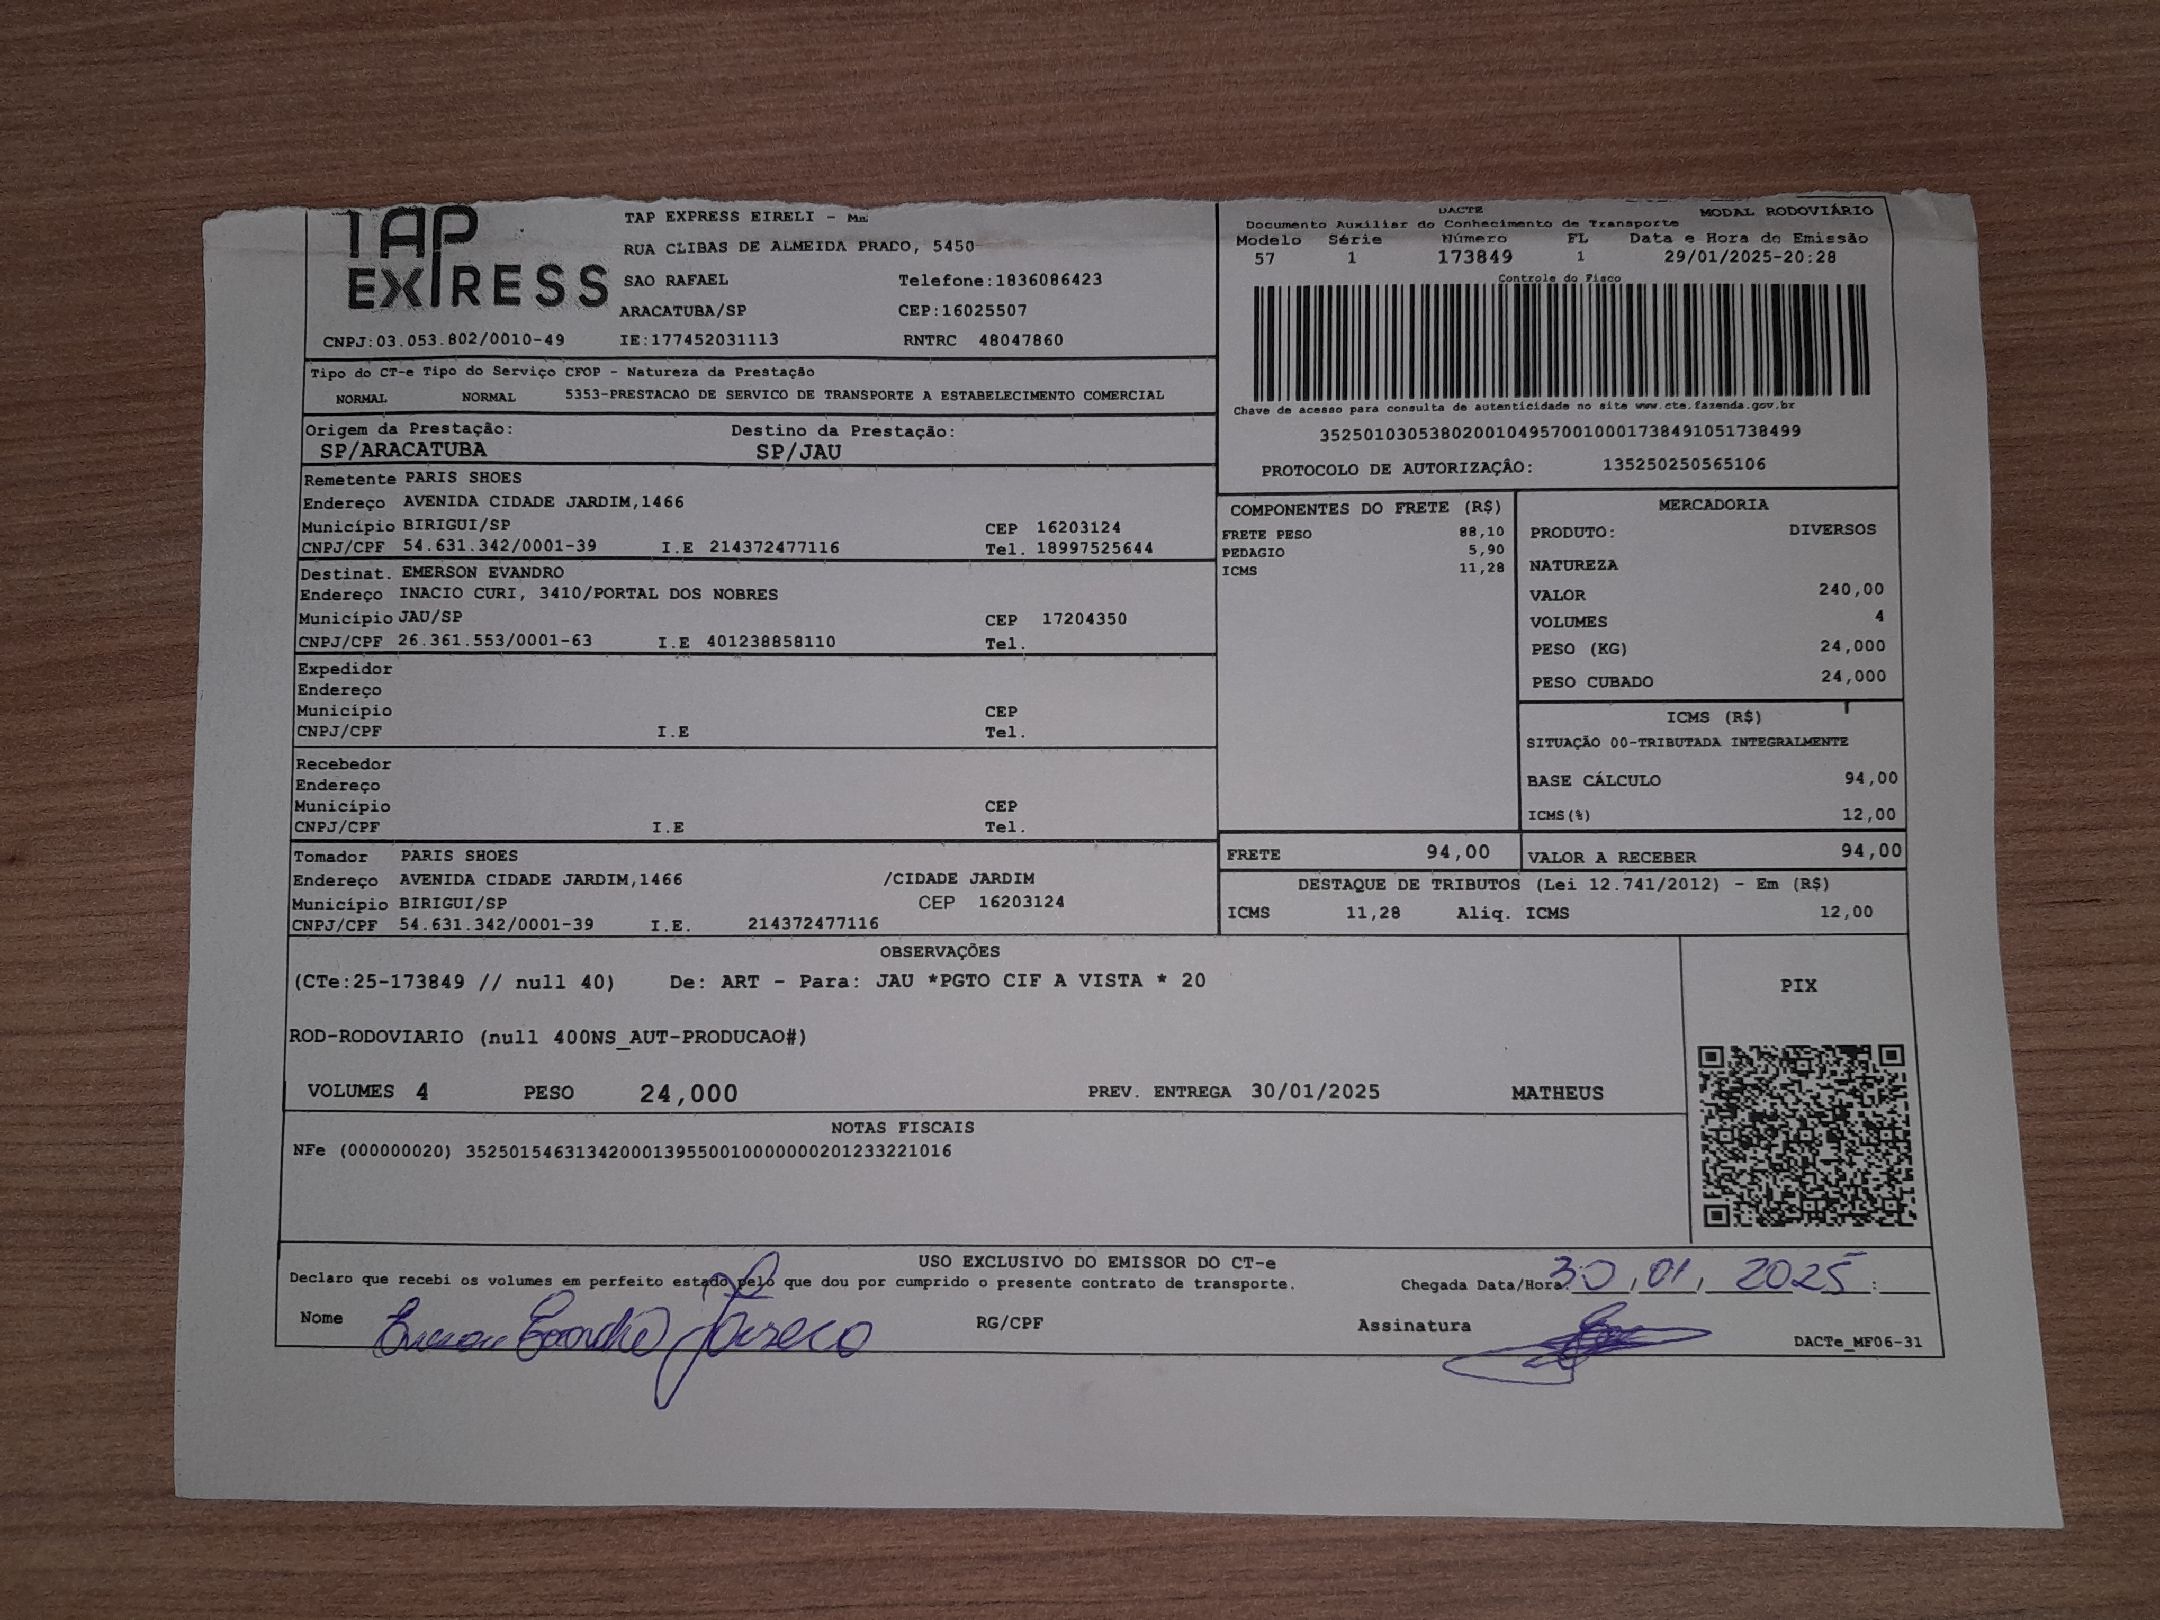 TAP
EXPRESS
TAP EXPRESS EIRELI -
RUA CLIBAS DE ALMEIDA PRADO, 5450
SAO RAFAEL Telefone:1836086423
ARACATUBA/SP CEP:16025507
CNPJ:03.053.802/0010-49 IE:177452031113 RNTRC 48047860
DACTE MODAL RODOVIÁRIO
Documento Auxiliar do Conhecimento de Transporte
Modelo Série Número FL Data e Hora de Emissão
57 1 173849 1 29/01/2025-20:28
Controle do Fisco
Chave de acesso para consulta de autenticidade no site www.cte.fazenda.gov.br
35250103053802001049570010001738491051738499
PROTOCOLO DE AUTORIZAÇÃO: 135250250565106
Tipo do CT-e Tipo do Serviço CFOP - Natureza da Prestação
NORMAL NORMAL 5353-PRESTACAO DE SERVICO DE TRANSPORTE A ESTABELECIMENTO COMERCIAL
Origem da Prestação: Destino da Prestação:
SP/ARACATUBA SP/JAU
Remetente PARIS SHOES
Endereço AVENIDA CIDADE JARDIM,1466
Município BIRIGUI/SP CEP 16203124
CNPJ/CPF 54.631.342/0001-39 I.E 214372477116 Tel. 18997525644
Destinat. EMERSON EVANDRO
Endereço INACIO CURI, 3410/PORTAL DOS NOBRES
Município JAU/SP CEP 17204350
CNPJ/CPF 26.361.553/0001-63 I.E 401238858110 Tel.
Expedidor
Endereço
Município CEP
CNPJ/CPF I.E Tel.
Recebedor
Endereço
Município CEP
CNPJ/CPF I.E Tel.
Tomador PARIS SHOES
Endereço AVENIDA CIDADE JARDIM,1466 /CIDADE JARDIM
Município BIRIGUI/SP CEP 16203124
CNPJ/CPF 54.631.342/0001-39 I.E. 214372477116
COMPONENTES DO FRETE (R$)
FRETE PESO 88,10
PEDAGIO 5,90
ICMS 11,28
MERCADORIA
PRODUTO: DIVERSOS
NATUREZA
VALOR 240,00
VOLUMES 4
PESO (KG) 24,000
PESO CUBADO 24,000
ICMS (R$)
SITUAÇÃO 00-TRIBUTADA INTEGRALMENTE
BASE CÁLCULO 94,00
ICMS(%) 12,00
FRETE 94,00 VALOR A RECEBER 94,00
DESTAQUE DE TRIBUTOS (Lei 12.741/2012) - Em (R$)
ICMS 11,28 Aliq. ICMS 12,00
OBSERVAÇÕES
(CTe:25-173849 // null 40) De: ART - Para: JAU *PGTO CIF A VISTA * 20
ROD-RODOVIARIO (null 400NS_AUT-PRODUCAO#)
VOLUMES 4 PESO 24,000 PREV. ENTREGA 30/01/2025 MATHEUS
PIX
NOTAS FISCAIS
NFe (000000020) 35250154631342000139550010000000201233221016
USO EXCLUSIVO DO EMISSOR DO CT-e
Declaro que recebi os volumes em perfeito estado pelo que dou por cumprido o presente contrato de transporte. Chegada Data/Hora: 30,01,2025 :
Nome Emerson Evandro RG/CPF Assinatura DACTe_MF06-31